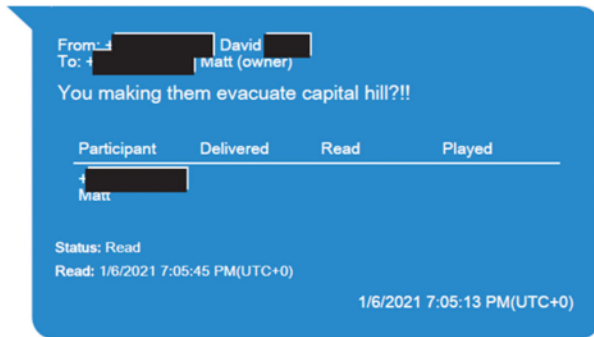 From: + David
To: + Matt (owner)
You making them evacuate capital hill?!!
Participant Delivered Read Played
+
Matt
Status: Read
Read: 1/6/2021 7:05:45 PM(UTC+0)
1/6/2021 7:05:13 PM(UTC+0)